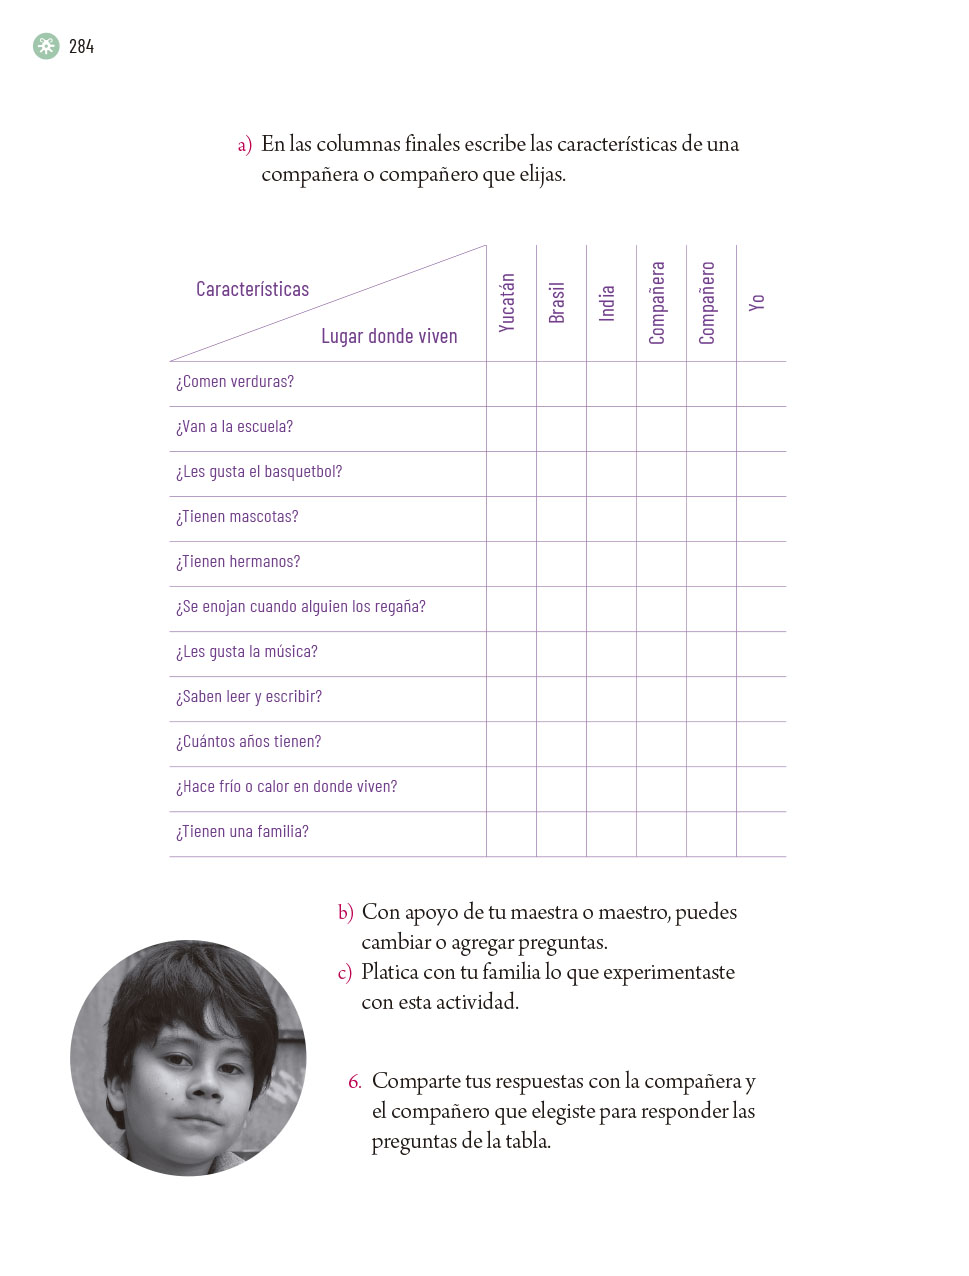 284
a) En las columnas finales escribe las características de una
compañera o compañero que elijas.
Características
Lugar donde viven
Yucatán
Brasil
India
Compañera
Compañero
Yo
¿Comen verduras?
¿Van a la escuela?
¿Les gusta el basquetbol?
¿Tienen mascotas?
¿Tienen hermanos?
¿Se enojan cuando alguien los regaña?
¿Les gusta la música?
¿Saben leer y escribir?
¿Cuántos años tienen?
¿Hace frío o calor en donde viven?
¿Tienen una familia?
b) Con apoyo de tu maestra o maestro, puedes
cambiar o agregar preguntas.
c) Platica con tu familia lo que experimentaste
con esta actividad.
6. Comparte tus respuestas con la compañera y
el compañero que elegiste para responder las
preguntas de la tabla.